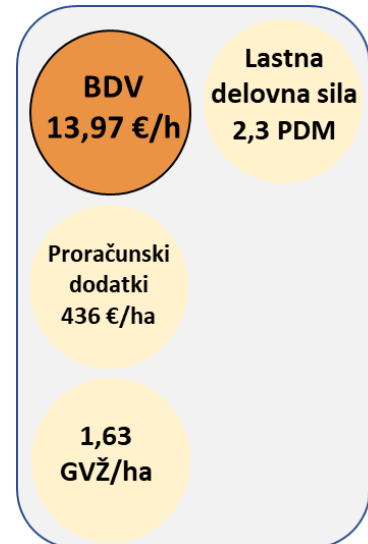 BDV
13,97 €/h
Lastna
delovna sila
2,3 PDM
Proračunski
dodatki
436 €/ha
1,63
GVŽ/ha